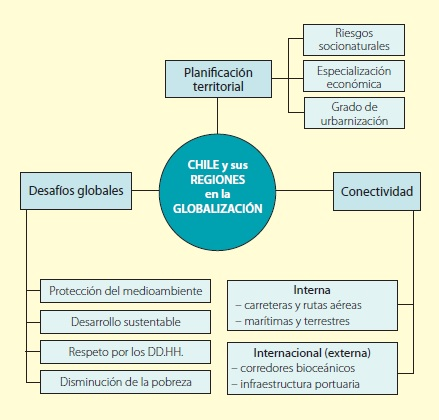 Riesgos
socionaturales
Planificación
territorial
Especialización
económica
Grado de
urbarnización
CHILE y sus
REGIONES
en la
GLOBALIZACIÓN
Desafíos globales
Conectividad
Protección del medioambiente
Desarrollo sustentable
Respeto por los DD.HH.
Disminución de la pobreza
Interna
– carreteras y rutas aéreas
– marítimas y terrestres
Internacional (externa)
– corredores bioceánicos
– infraestructura portuaria